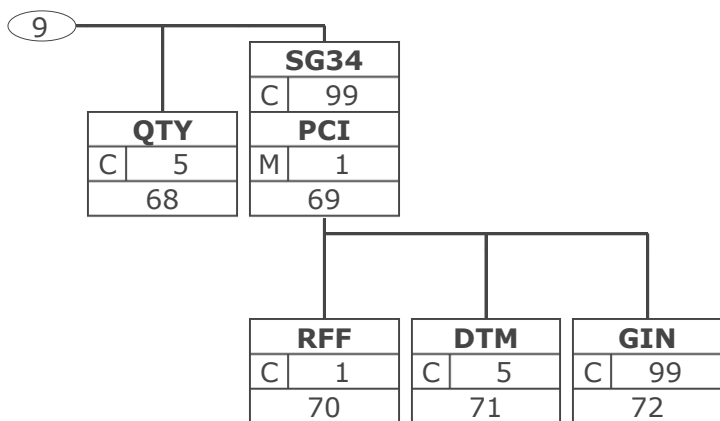 9
SG34
C 99
QTY
C 5
68
PCI
M 1
69
RFF
C 1
70
DTM
C 5
71
GIN
C 99
72